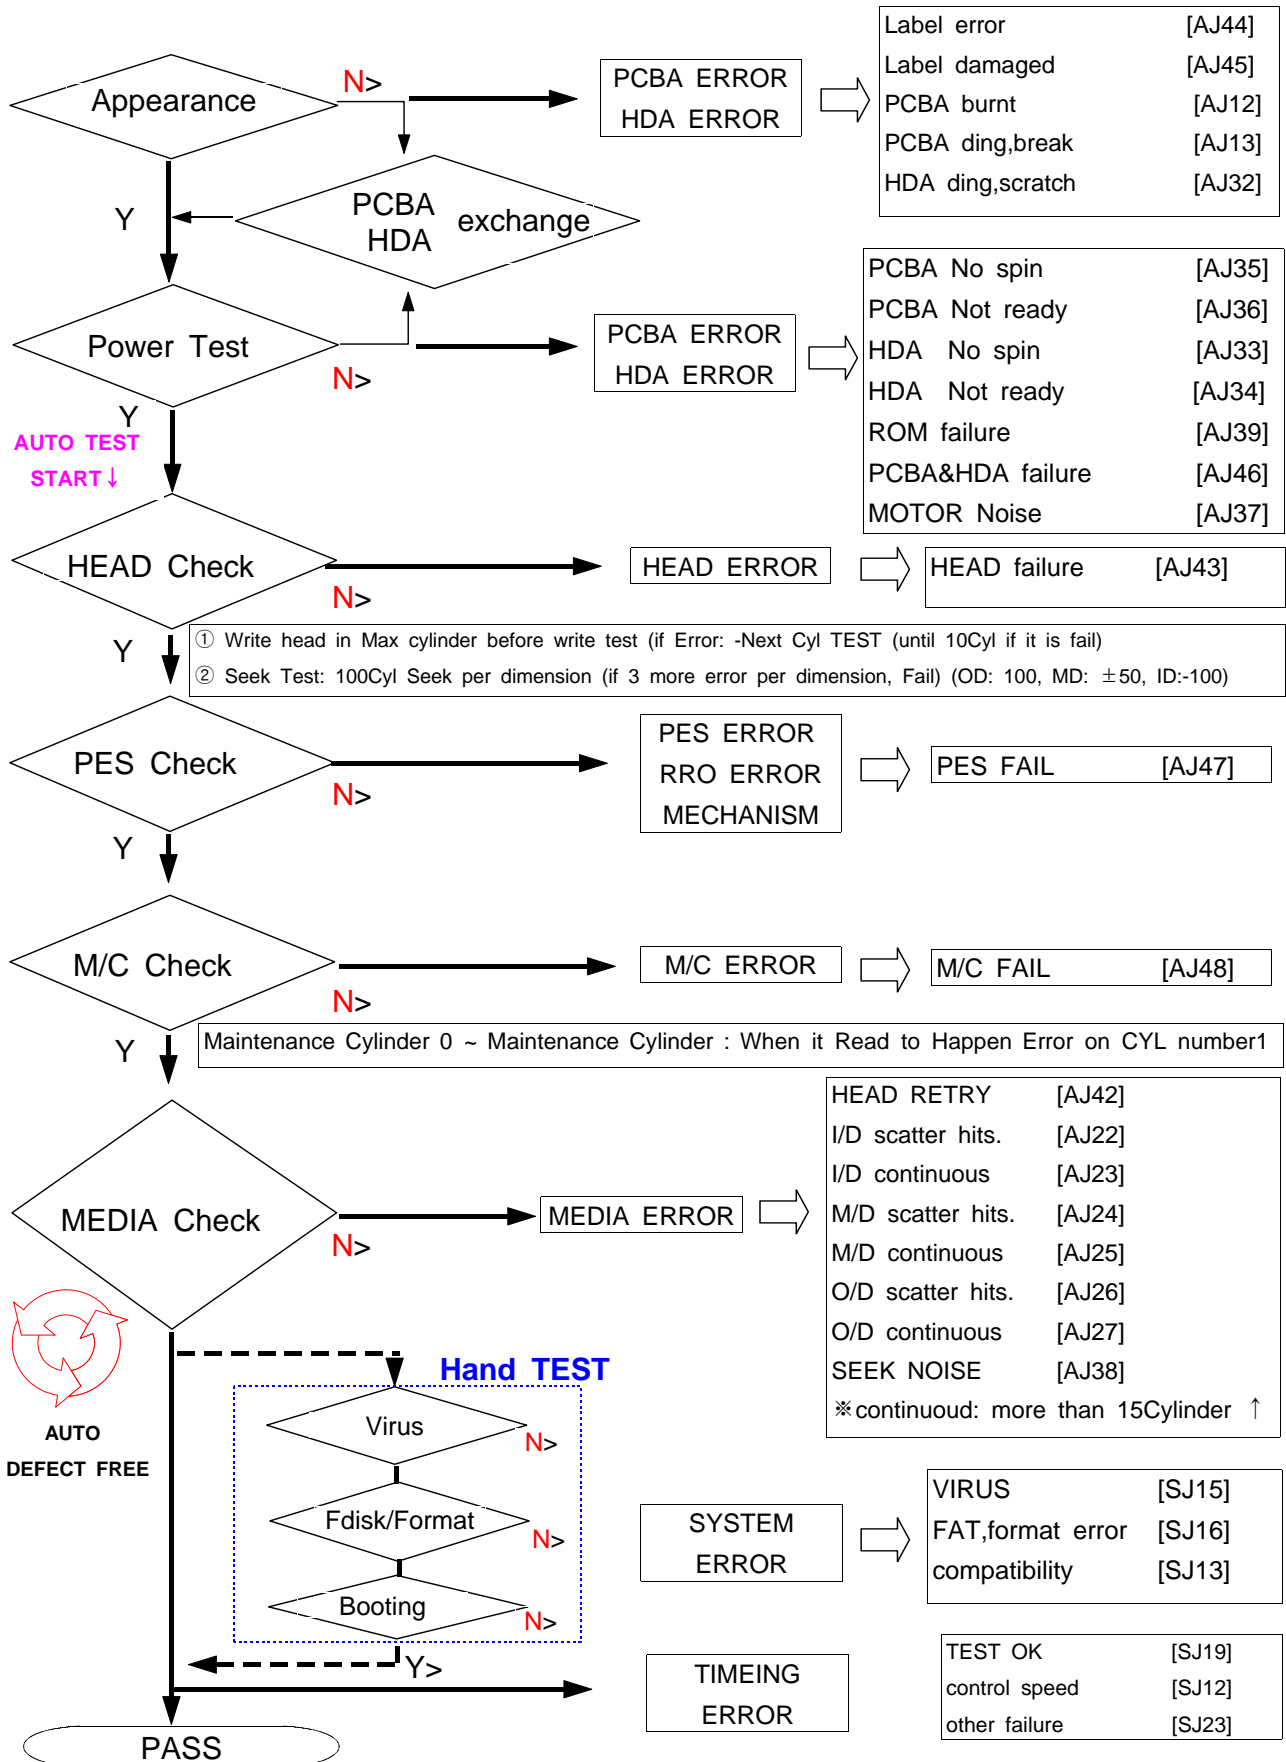 Appearance
N>
PCBA ERROR
HDA ERROR
Label error [AJ44]
Label damaged [AJ45]
PCBA burnt [AJ12]
PCBA ding,break [AJ13]
HDA ding,scratch [AJ32]
Y
PCBA
HDA
exchange
Power Test
N>
PCBA ERROR
HDA ERROR
PCBA No spin [AJ35]
PCBA Not ready [AJ36]
HDA No spin [AJ33]
HDA Not ready [AJ34]
ROM failure [AJ39]
PCBA&HDA failure [AJ46]
MOTOR Noise [AJ37]
Y
AUTO TEST
START↓
HEAD Check
N>
HEAD ERROR
HEAD failure [AJ43]
Y
① Write head in Max cylinder before write test (if Error: -Next Cyl TEST (until 10Cyl if it is fail)
② Seek Test: 100Cyl Seek per dimension (if 3 more error per dimension, Fail) (OD: 100, MD: ±50, ID:-100)
PES Check
N>
PES ERROR
RRO ERROR
MECHANISM
PES FAIL [AJ47]
Y
M/C Check
N>
M/C ERROR
M/C FAIL [AJ48]
Y
Maintenance Cylinder 0 ~ Maintenance Cylinder : When it Read to Happen Error on CYL number1
MEDIA Check
N>
MEDIA ERROR
HEAD RETRY [AJ42]
I/D scatter hits. [AJ22]
I/D continuous [AJ23]
M/D scatter hits. [AJ24]
M/D continuous [AJ25]
O/D scatter hits. [AJ26]
O/D continuous [AJ27]
SEEK NOISE [AJ38]
※continuoud: more than 15Cylinder ↑
AUTO
DEFECT FREE
Hand TEST
Virus
N>
Fdisk/Format
N>
Booting
N>
Y>
SYSTEM
ERROR
VIRUS [SJ15]
FAT,format error [SJ16]
compatibility [SJ13]
TIMEING
ERROR
TEST OK [SJ19]
control speed [SJ12]
other failure [SJ23]
PASS